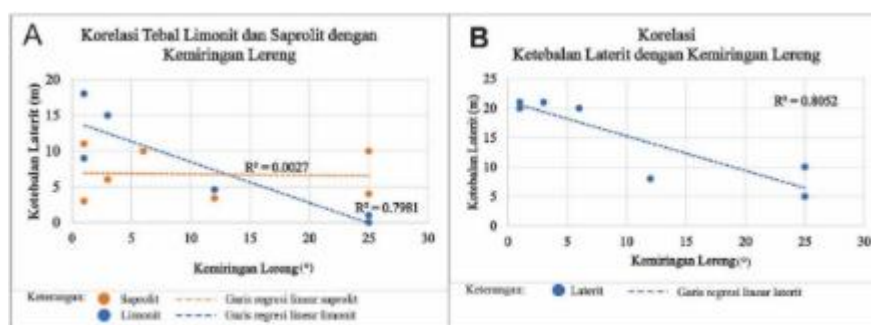 A
Korelasi Tebal Limonit dan Saprolit dengan
Kemiringan Lereng
Ketebalan Laterit (m)
20
15
10
5
0
R² = 0.0027
R² = 0.7981
0 5 10 15 20 25 30
Kemiringan Lereng(°)
Keterangan: Saprolit Garis regresi linear saprolit
Limonit Garis regresi linear limonit
B
Korelasi
Ketebalan Laterit dengan Kemiringan Lereng
Ketebalan Laterit (m)
25
20
15
10
5
0
R² = 0.8052
0 5 10 15 20 25 30
Kemiringan Lereng(°)
Keterangan: Laterit Garis regresi linear laterit